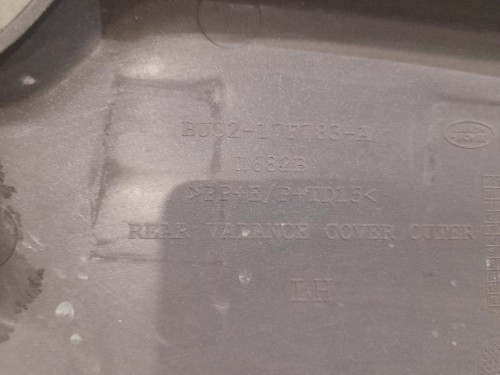 BJ32-17F783-A
L682B
>PP+E/P+TD15<
REAR VALANCE COVER OUTER
LH